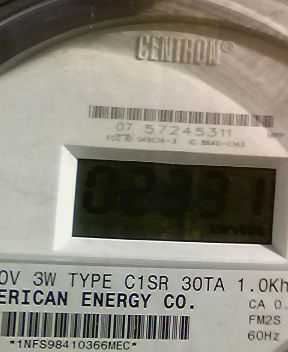 CENTRON®
07 57245311
0V 3W TYPE C1SR 30TA 1.0Kh
ERICAN ENERGY CO.
CA 0.
FM2S
60Hz
*1NFS98410366MEC*